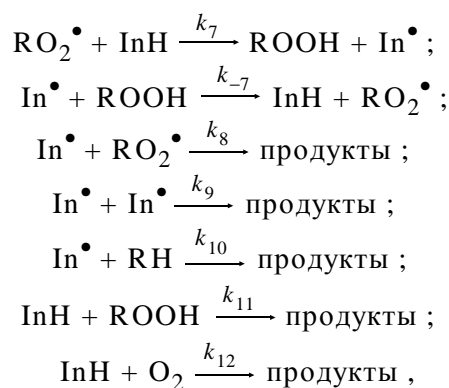 RO₂• + InH —k₇→ ROOH + In• ;
In• + ROOH —k₋₇→ InH + RO₂• ;
In• + RO₂• —k₈→ продукты ;
In• + In• —k₉→ продукты ;
In• + RH —k₁₀→ продукты ;
InH + ROOH —k₁₁→ продукты ;
InH + O₂ —k₁₂→ продукты ,